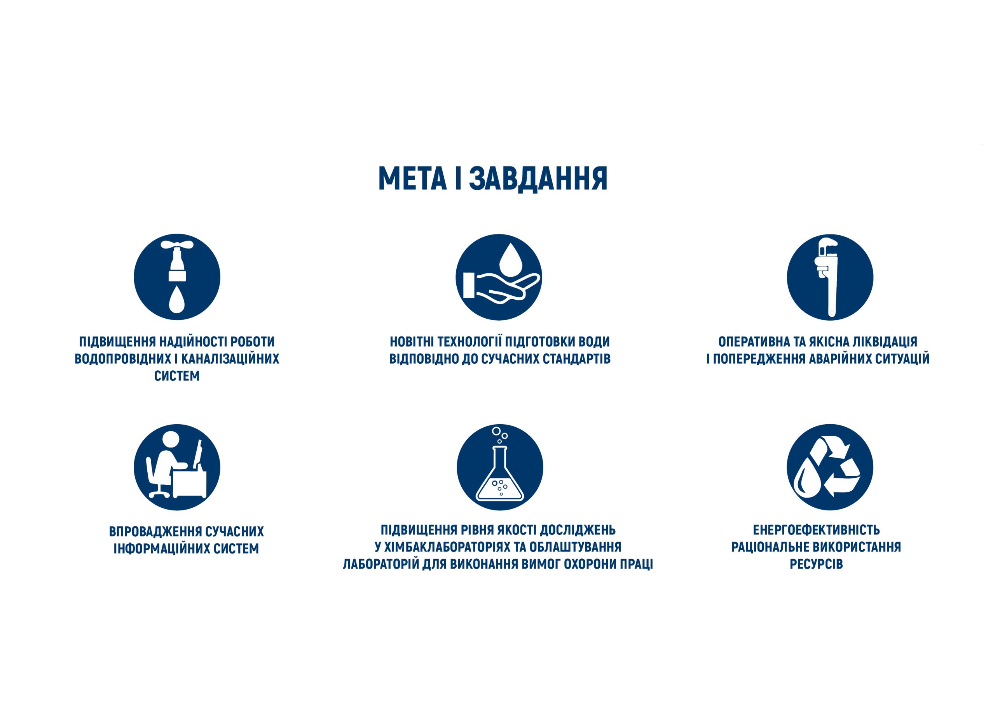 МЕТА І ЗАВДАННЯ
ПІДВИЩЕННЯ НАДІЙНОСТІ РОБОТИ
ВОДОПРОВІДНИХ І КАНАЛІЗАЦІЙНИХ
СИСТЕМ
НОВІТНІ ТЕХНОЛОГІЇ ПІДГОТОВКИ ВОДИ
ВІДПОВІДНО ДО СУЧАСНИХ СТАНДАРТІВ
ОПЕРАТИВНА ТА ЯКІСНА ЛІКВІДАЦІЯ
І ПОПЕРЕДЖЕННЯ АВАРІЙНИХ СИТУАЦІЙ
ВПРОВАДЖЕННЯ СУЧАСНИХ
ІНФОРМАЦІЙНИХ СИСТЕМ
ПІДВИЩЕННЯ РІВНЯ ЯКОСТІ ДОСЛІДЖЕНЬ
У ХІМБАКЛАБОРАТОРІЯХ ТА ОБЛАШТУВАННЯ
ЛАБОРАТОРІЙ ДЛЯ ВИКОНАННЯ ВИМОГ ОХОРОНИ ПРАЦІ
ЕНЕРГОЕФЕКТИВНІСТЬ
РАЦІОНАЛЬНЕ ВИКОРИСТАННЯ
РЕСУРСІВ